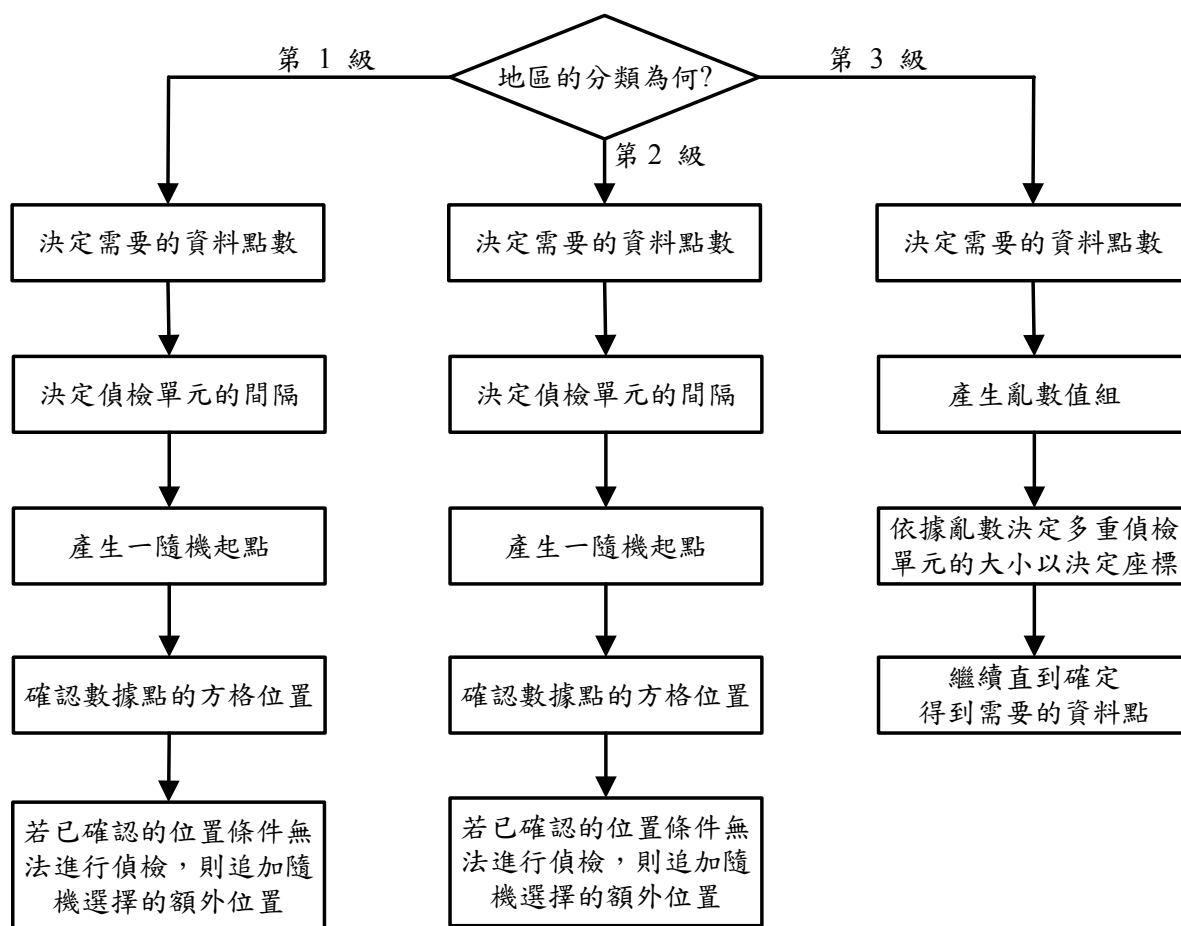 地區的分類為何?
第 1 級
第 2 級
第 3 級
決定需要的資料點數
決定偵檢單元的間隔
產生一隨機起點
確認數據點的方格位置
若已確認的位置條件無
法進行偵檢，則追加隨
機選擇的額外位置
決定需要的資料點數
決定偵檢單元的間隔
產生一隨機起點
確認數據點的方格位置
若已確認的位置條件無
法進行偵檢，則追加隨
機選擇的額外位置
決定需要的資料點數
產生亂數值組
依據亂數決定多重偵檢
單元的大小以決定座標
繼續直到確定
得到需要的資料点